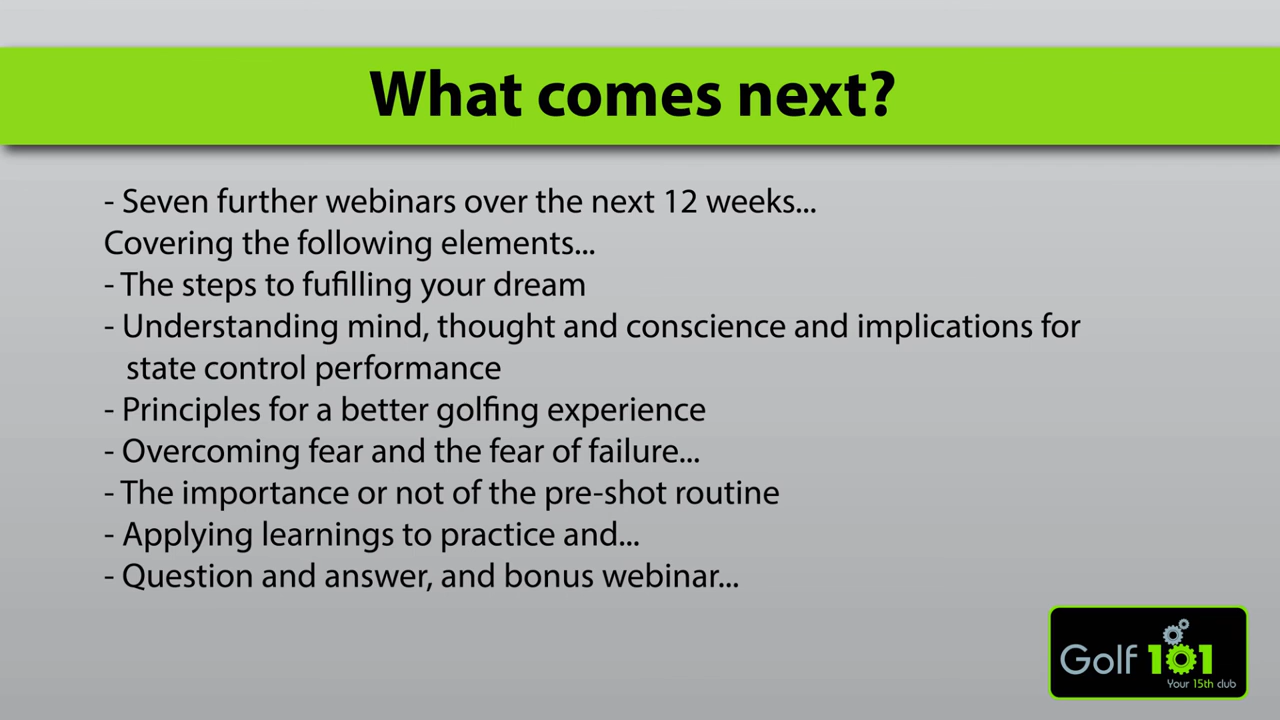 What comes next?
- Seven further webinars over the next 12 weeks...
Covering the following elements...
- The steps to fufilling your dream
- Understanding mind, thought and conscience and implications for
state control performance
- Principles for a better golfing experience
- Overcoming fear and the fear of failure...
- The importance or not of the pre-shot routine
- Applying learnings to practice and...
- Question and answer, and bonus webinar...
Golf 101
Your 15th club